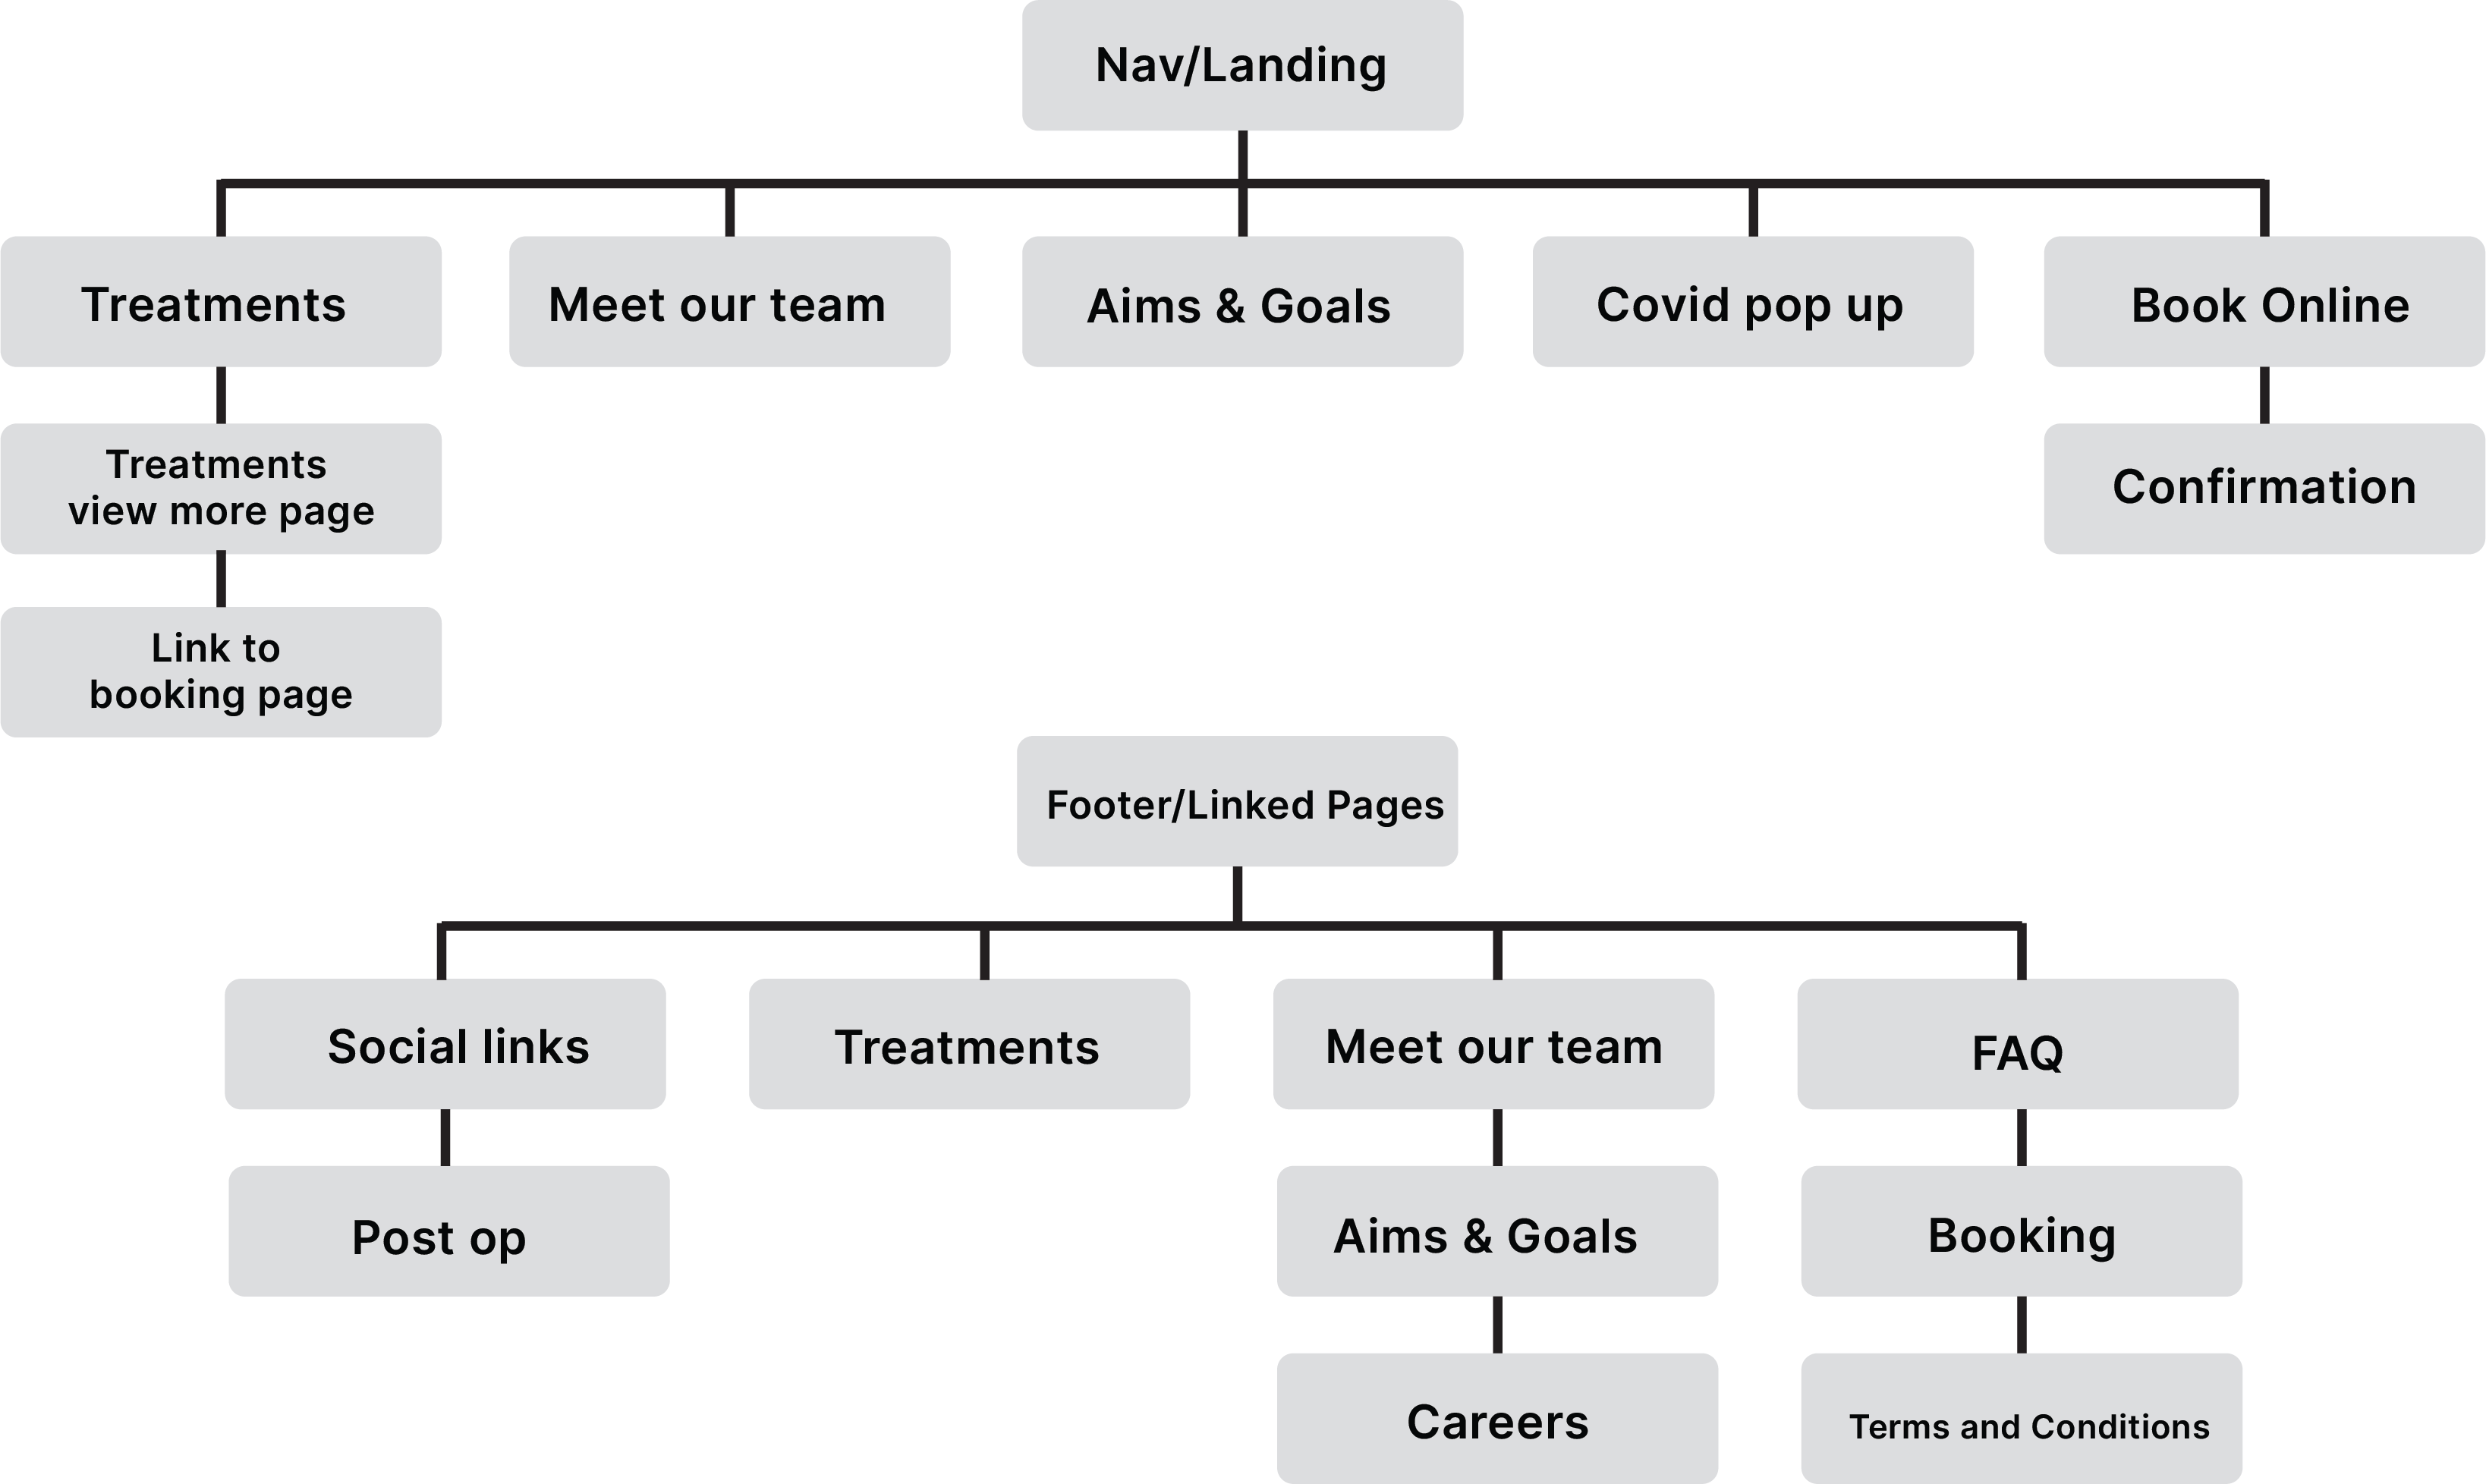 Nav/Landing
Treatments
Meet our team
Aims & Goals
Covid pop up
Book Online
Treatments
view more page
Confirmation
Link to
booking page
Footer/Linked Pages
Social links
Treatments
Meet our team
FAQ
Post op
Aims & Goals
Booking
Careers
Terms and Conditions